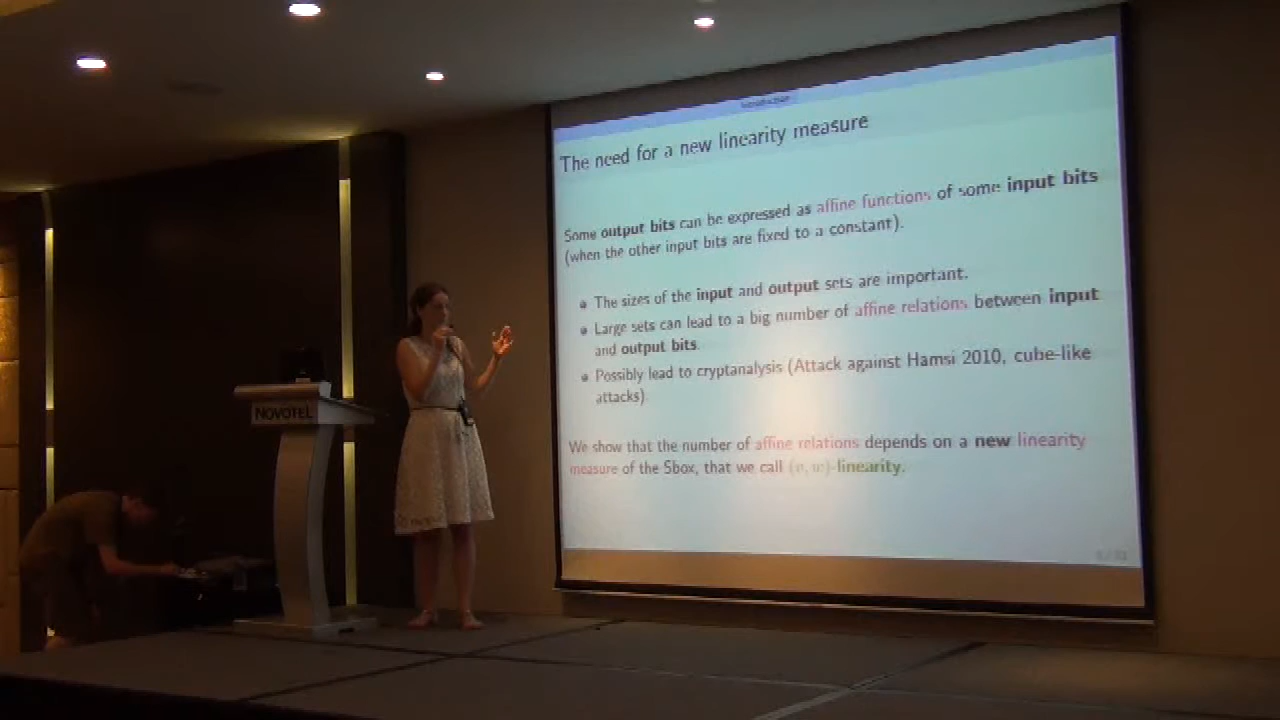 Introduction
The need for a new linearity measure
Some output bits can be expressed as affine functions of some input bits
(when the other input bits are fixed to a constant).
The sizes of the input and output sets are important.
Large sets can lead to a big number of affine relations between input
and output bits.
Possibly lead to cryptanalysis (Attack against Hamsi 2010, cube-like
attacks)
We show that the number of affine relations depends on a new linearity
measure of the Sbox, that we call (v, w)-linearity.
NOVOTEL